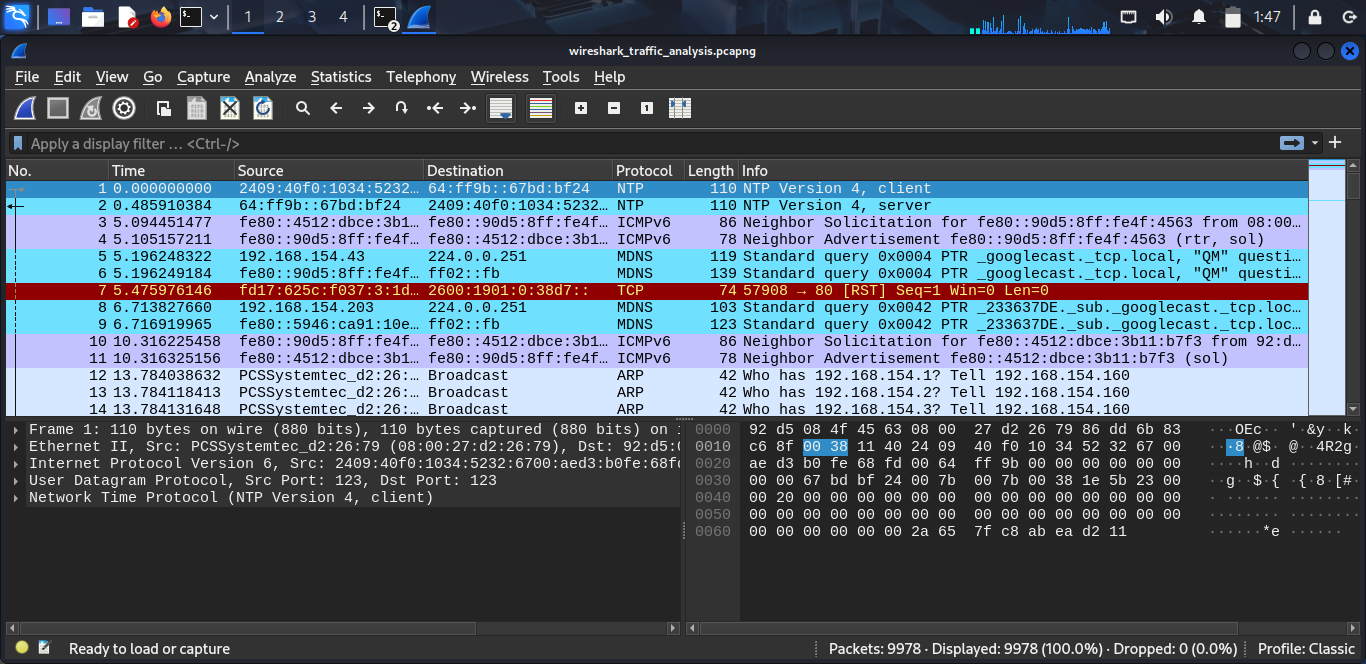 1 2 3 4 2 1:47
wireshark_traffic_analysis.pcapng
File Edit View Go Capture Analyze Statistics Telephony Wireless Tools Help
Apply a display filter … <Ctrl-/>
No. Time Source Destination Protocol Length Info
1 0.000000000 2409:40f0:1034:5232… 64:ff9b::67bd:bf24 NTP 110 NTP Version 4, client
2 0.485910384 64:ff9b::67bd:bf24 2409:40f0:1034:5232… NTP 110 NTP Version 4, server
3 5.094451477 fe80::4512:dbce:3b1… fe80::90d5:8ff:fe4f… ICMPv6 86 Neighbor Solicitation for fe80::90d5:8ff:fe4f:4563 from 08:00…
4 5.105157211 fe80::90d5:8ff:fe4f… fe80::4512:dbce:3b1… ICMPv6 78 Neighbor Advertisement fe80::90d5:8ff:fe4f:4563 (rtr, sol)
5 5.196248322 192.168.154.43 224.0.0.251 MDNS 119 Standard query 0x0004 PTR _googlecast._tcp.local, "QM" questi…
6 5.196249184 fe80::90d5:8ff:fe4f… ff02::fb MDNS 139 Standard query 0x0004 PTR _googlecast._tcp.local, "QM" questi…
7 5.475976146 fd17:625c:f037:3:1d… 2600:1901:0:38d7:: TCP 74 57908 → 80 [RST] Seq=1 Win=0 Len=0
8 6.713827660 192.168.154.203 224.0.0.251 MDNS 103 Standard query 0x0042 PTR _233637DE._sub._googlecast._tcp.loc…
9 6.716919965 fe80::5946:ca91:10e… ff02::fb MDNS 123 Standard query 0x0042 PTR _233637DE._sub._googlecast._tcp.loc…
10 10.316225458 fe80::90d5:8ff:fe4f… fe80::4512:dbce:3b1… ICMPv6 86 Neighbor Solicitation for fe80::4512:dbce:3b11:b7f3 from 92:d…
11 10.316325156 fe80::4512:dbce:3b1… fe80::90d5:8ff:fe4f… ICMPv6 78 Neighbor Advertisement fe80::4512:dbce:3b11:b7f3 (sol)
12 13.784038632 PCSSystemtec_d2:26:… Broadcast ARP 42 Who has 192.168.154.1? Tell 192.168.154.160
13 13.784118413 PCSSystemtec_d2:26:… Broadcast ARP 42 Who has 192.168.154.2? Tell 192.168.154.160
14 13.784131648 PCSSystemtec_d2:26:… Broadcast ARP 42 Who has 192.168.154.3? Tell 192.168.154.160
Frame 1: 110 bytes on wire (880 bits), 110 bytes captured (880 bits) on
Ethernet II, Src: PCSSystemtec_d2:26:79 (08:00:27:d2:26:79), Dst: 92:d5:0
Internet Protocol Version 6, Src: 2409:40f0:1034:5232:6700:aed3:b0fe:68fd
User Datagram Protocol, Src Port: 123, Dst Port: 123
Network Time Protocol (NTP Version 4, client)
0000 92 d5 08 4f 45 63 08 00 27 d2 26 79 86 dd 6b 83 ···OEc·· '·&y··k·
0010 c6 8f 00 38 11 40 24 09 40 f0 10 34 52 32 67 00 ···8·@$· @··4R2g·
0020 ae d3 b0 fe 68 fd 00 64 ff 9b 00 00 00 00 00 00 ····h··d ········
0030 00 00 67 bd bf 24 00 7b 00 7b 00 38 1e 5b 23 00 ··g··$·{ ·{·8·[#·
0040 00 20 00 00 00 00 00 00 00 00 00 00 00 00 00 00 · ······ ········
0050 00 00 00 00 00 00 00 00 00 00 00 00 00 00 00 00 ········ ········
0060 00 00 00 00 00 00 2a 65 7f c8 ab ea d2 11 ······*e ······
Ready to load or capture
Packets: 9978 · Displayed: 9978 (100.0%) · Dropped: 0 (0.0%)
Profile: Classic